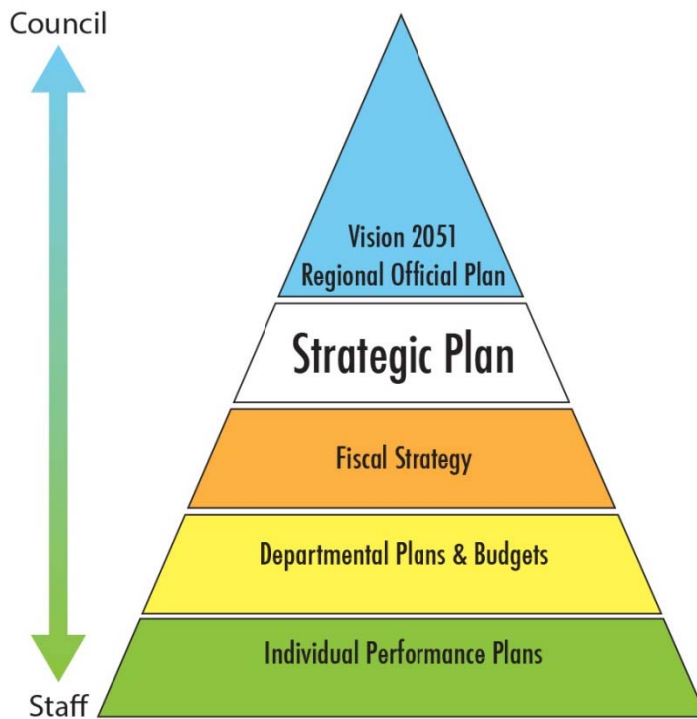 Council
Vision 2051
Regional Official Plan
Strategic Plan
Fiscal Strategy
Departmental Plans & Budgets
Individual Performance Plans
Staff